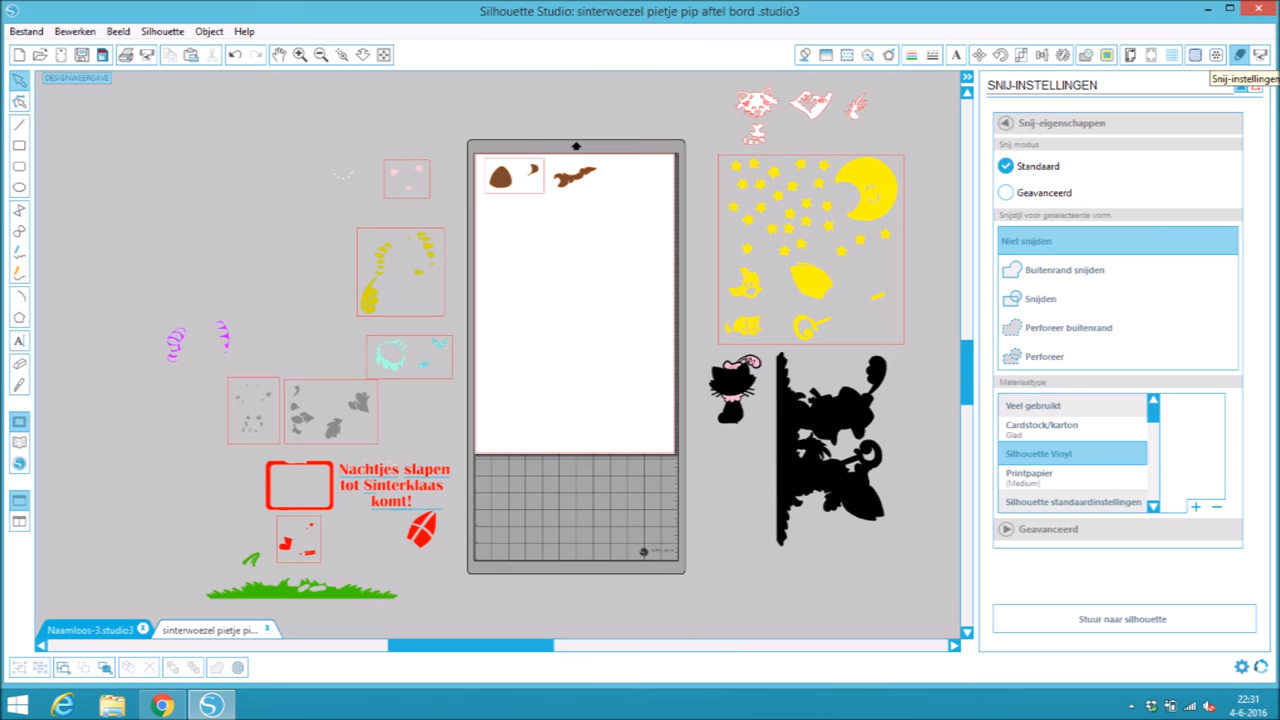 Silhouette Studio: sinterwoezel pietje pip aftel bord .studio3
Bestand Bewerken Beeld Silhouette Object Help
DESIGNWEERGAVE
Snij-instellingen
SNIJ-INSTELLINGEN
Snij-eigenschappen
Snij modus
Standaard
Geavanceerd
Snijstijl voor geselecteerde vorm
Niet snijden
Buitenrand snijden
Snijden
Perforeer buitenrand
Perforeer
Materiaaltype
Veel gebruikt
Cardstock/karton
Glad
Silhouette Vinyl
Printpapier
(Medium)
Silhouette standaardinstellingen
Geavanceerd
Stuur naar silhouette
Nachtjes slapen
tot Sinterklaas
komt!
Naamloos-3.studio3
sinterwoezel pietje pi...
22:31
4-6-2016